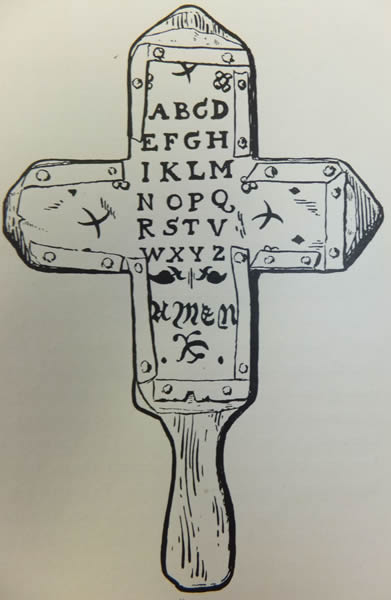 ABCD
EFGH
IKLM
NOPQ
RSTV
WXYZ
AMEN